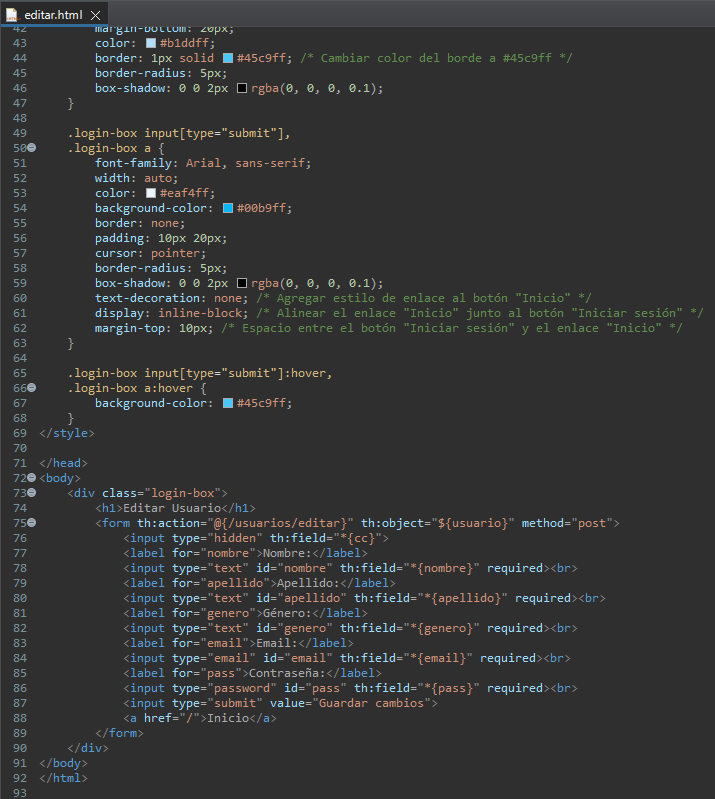 editar.html
42 margin-bottom: 20px;
43 color: #b1ddff;
44 border: 1px solid #45c9ff; /* Cambiar color del borde a #45c9ff */
45 border-radius: 5px;
46 box-shadow: 0 0 2px rgba(0, 0, 0, 0.1);
47 }
48
49 .login-box input[type="submit"],
50 .login-box a {
51 font-family: Arial, sans-serif;
52 width: auto;
53 color: #eaf4ff;
54 background-color: #00b9ff;
55 border: none;
56 padding: 10px 20px;
57 cursor: pointer;
58 border-radius: 5px;
59 box-shadow: 0 0 2px rgba(0, 0, 0, 0.1);
60 text-decoration: none; /* Agregar estilo de enlace al botón "Inicio" */
61 display: inline-block; /* Alinear el enlace "Inicio" junto al botón "Iniciar sesión" */
62 margin-top: 10px; /* Espacio entre el botón "Iniciar sesión" y el enlace "Inicio" */
63 }
64
65 .login-box input[type="submit"]:hover,
66 .login-box a:hover {
67 background-color: #45c9ff;
68 }
69 </style>
70
71 </head>
72 <body>
73 <div class="login-box">
74 <h1>Editar Usuario</h1>
75 <form th:action="@{/usuarios/editar}" th:object="${usuario}" method="post">
76 <input type="hidden" th:field="*{cc}">
77 <label for="nombre">Nombre:</label>
78 <input type="text" id="nombre" th:field="*{nombre}" required><br>
79 <label for="apellido">Apellido:</label>
80 <input type="text" id="apellido" th:field="*{apellido}" required><br>
81 <label for="genero">Género:</label>
82 <input type="text" id="genero" th:field="*{genero}" required><br>
83 <label for="email">Email:</label>
84 <input type="email" id="email" th:field="*{email}" required><br>
85 <label for="pass">Contraseña:</label>
86 <input type="password" id="pass" th:field="*{pass}" required><br>
87 <input type="submit" value="Guardar cambios">
88 <a href="/">Inicio</a>
89 </form>
90 </div>
91 </body>
92 </html>
93